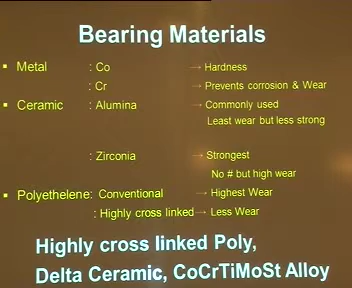 Bearing Materials
▪ Metal : Co → Hardness
: Cr → Prevents corrosion & Wear
▪ Ceramic : Alumina → Commonly used
Least wear but less strong
: Zirconia → Strongest
No # but high wear
▪ Polyethelene: Conventional → Highest Wear
: Highly cross linked → Less Wear
Highly cross linked Poly,
Delta Ceramic, CoCrTiMoSt Alloy